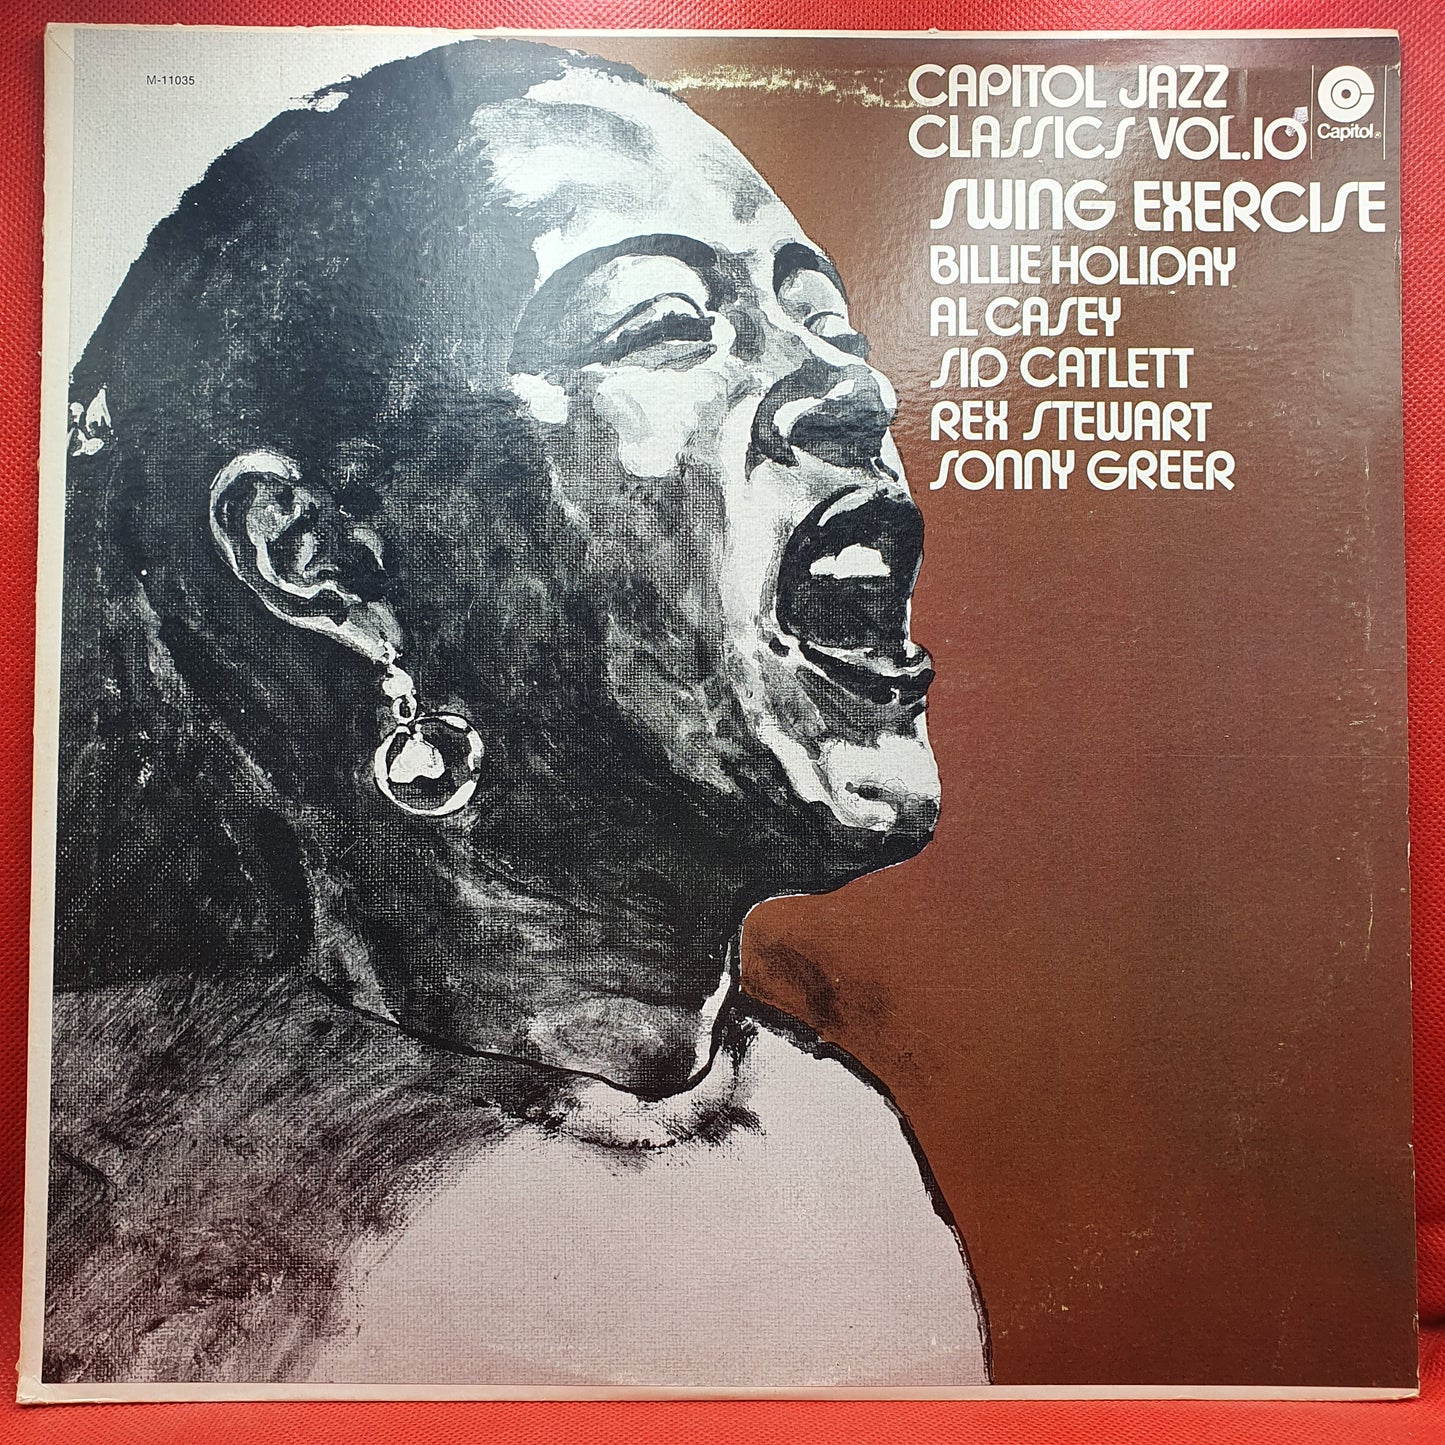 M-11035
CAPITOL JAZZ
CLASSICS VOL.10
Capitol®
SWING EXERCISE
BILLIE HOLIDAY
AL CASEY
SID CATLETT
REX STEWART
SONNY GREER